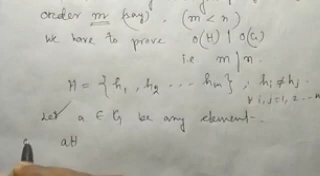 order m (say). (m < n)
We have to prove O(H) | O(G)
i.e m | n.
H = { h₁, h₂ ... hm } , hi ≠ hj.
∀ i, j = 1, 2, ... m
Let a ∈ G be any element.
aH